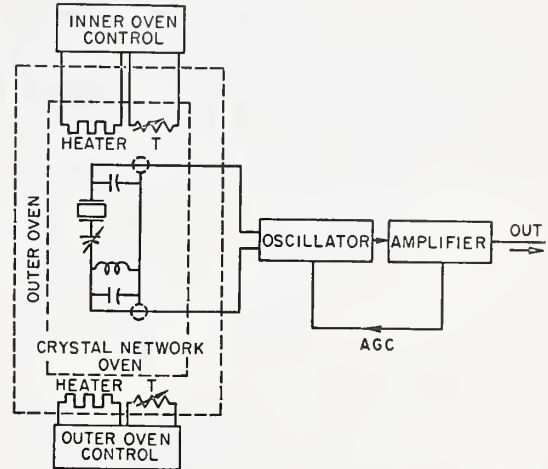 INNER OVEN
CONTROL
HEATER T
OUTER OVEN
OSCILLATOR
AMPLIFIER
OUT
AGC
CRYSTAL NETWORK
OVEN
HEATER T
OUTER OVEN CONTROL